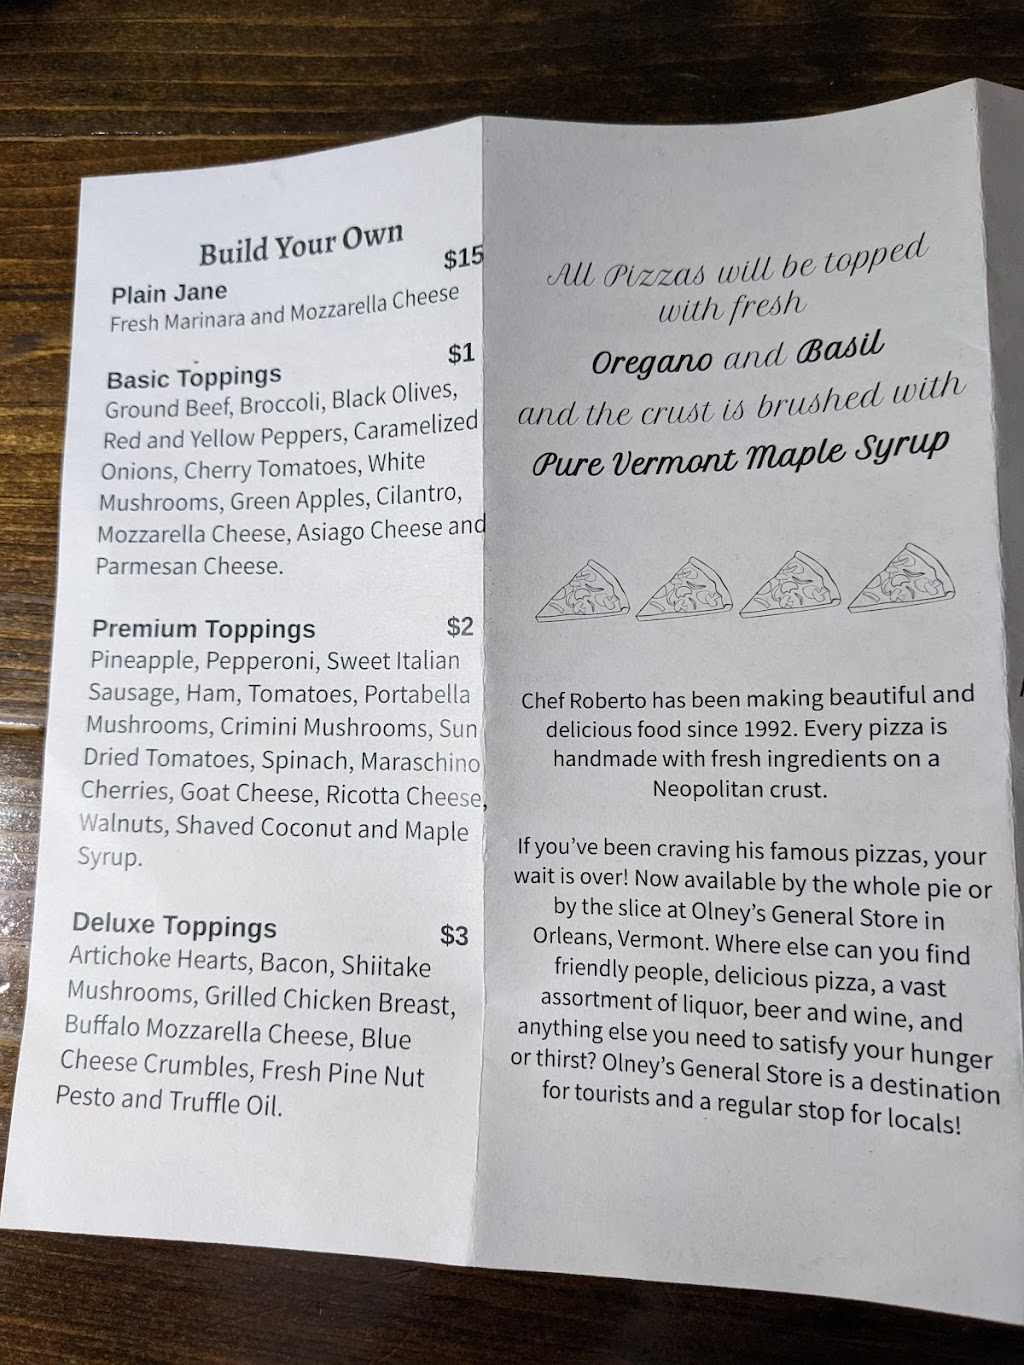 Build Your Own
Plain Jane $15
Fresh Marinara and Mozzarella Cheese
Basic Toppings $1
Ground Beef, Broccoli, Black Olives,
Red and Yellow Peppers, Caramelized
Onions, Cherry Tomatoes, White
Mushrooms, Green Apples, Cilantro,
Mozzarella Cheese, Asiago Cheese and
Parmesan Cheese.
Premium Toppings $2
Pineapple, Pepperoni, Sweet Italian
Sausage, Ham, Tomatoes, Portabella
Mushrooms, Crimini Mushrooms, Sun
Dried Tomatoes, Spinach, Maraschino
Cherries, Goat Cheese, Ricotta Cheese,
Walnuts, Shaved Coconut and Maple
Syrup.
Deluxe Toppings $3
Artichoke Hearts, Bacon, Shiitake
Mushrooms, Grilled Chicken Breast,
Buffalo Mozzarella Cheese, Blue
Cheese Crumbles, Fresh Pine Nut
Pesto and Truffle Oil.
All Pizzas will be topped
with fresh
Oregano and Basil
and the crust is brushed with
Pure Vermont Maple Syrup
Chef Roberto has been making beautiful and
delicious food since 1992. Every pizza is
handmade with fresh ingredients on a
Neopolitan crust.
If you've been craving his famous pizzas, your
wait is over! Now available by the whole pie or
by the slice at Olney's General Store in
Orleans, Vermont. Where else can you find
friendly people, delicious pizza, a vast
assortment of liquor, beer and wine, and
anything else you need to satisfy your hunger
or thirst? Olney's General Store is a destination
for tourists and a regular stop for locals!